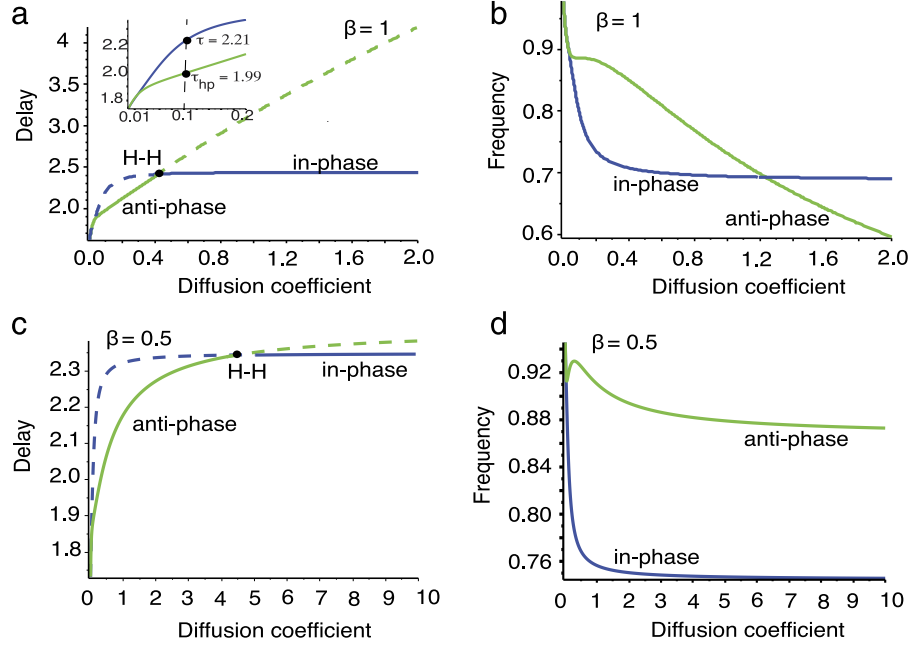 a
β = 1
4
3.5
3.0
2.5
2.0
Delay
2.2
2.0
1.8
τ = 2.21
τhp = 1.99
0.01
0.1
0.2
H-H
in-phase
anti-phase
0.0 0.4 0.8 1.2 1.6 2.0
Diffusion coefficient
b
β = 1
0.9
0.8
0.7
0.6
Frequency
in-phase
anti-phase
0.0 0.4 0.8 1.2 1.6 2.0
Diffusion coefficient
c
β = 0.5
2.3
2.2
2.1
2.0
1.9
1.8
Delay
H-H
in-phase
anti-phase
0 1 2 3 4 5 6 7 8 9 10
Diffusion coefficient
d
β = 0.5
0.92
0.88
0.84
0.80
0.76
Frequency
anti-phase
in-phase
0 1 2 3 4 5 6 7 8 9 10
Diffusion coefficient